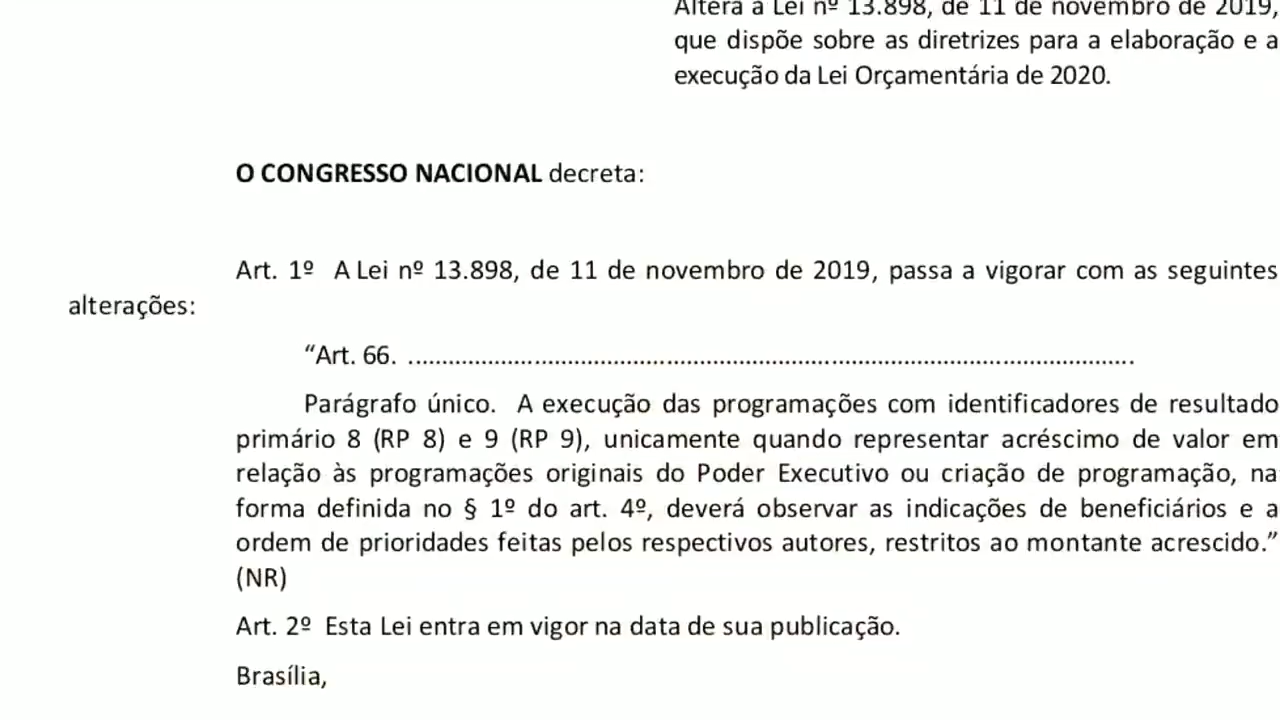 Altera a Lei nº 13.898, de 11 de novembro de 2019,
que dispõe sobre as diretrizes para a elaboração e a
execução da Lei Orçamentária de 2020.
O CONGRESSO NACIONAL decreta:
Art. 1º A Lei nº 13.898, de 11 de novembro de 2019, passa a vigorar com as seguintes
alterações:
“Art. 66. ............................................................................................................
Parágrafo único. A execução das programações com identificadores de resultado
primário 8 (RP 8) e 9 (RP 9), unicamente quando representar acréscimo de valor em
relação às programações originais do Poder Executivo ou criação de programação, na
forma definida no § 1º do art. 4º, deverá observar as indicações de beneficiários e a
ordem de prioridades feitas pelos respectivos autores, restritos ao montante acrescido.”
(NR)
Art. 2º Esta Lei entra em vigor na data de sua publicação.
Brasília,